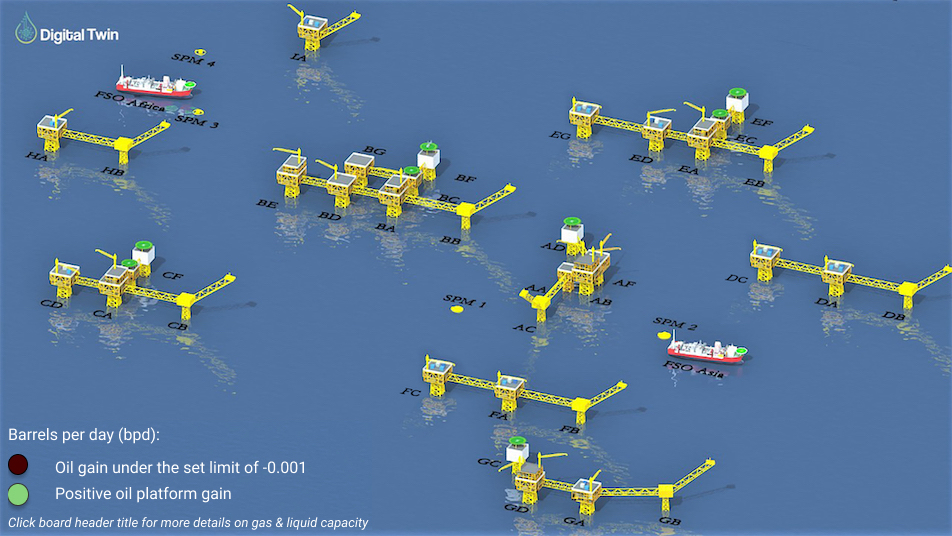 Digital Twin
SPM 4
IA
FSO Africa
SPM 3
HA
HB
EF
EG
EC
ED
EA
EB
BG
BF
BE
BC
BD
BA
BB
AD
CF
AF
DC
AA
AB
CD
CA
CB
SPM 1
AC
DA
DB
SPM 2
FSO Asia
FC
FA
FB
Barrels per day (bpd):
Oil gain under the set limit of -0.001
Positive oil platform gain
Click board header title for more details on gas & liquid capacity
GC
GD
GA
GB